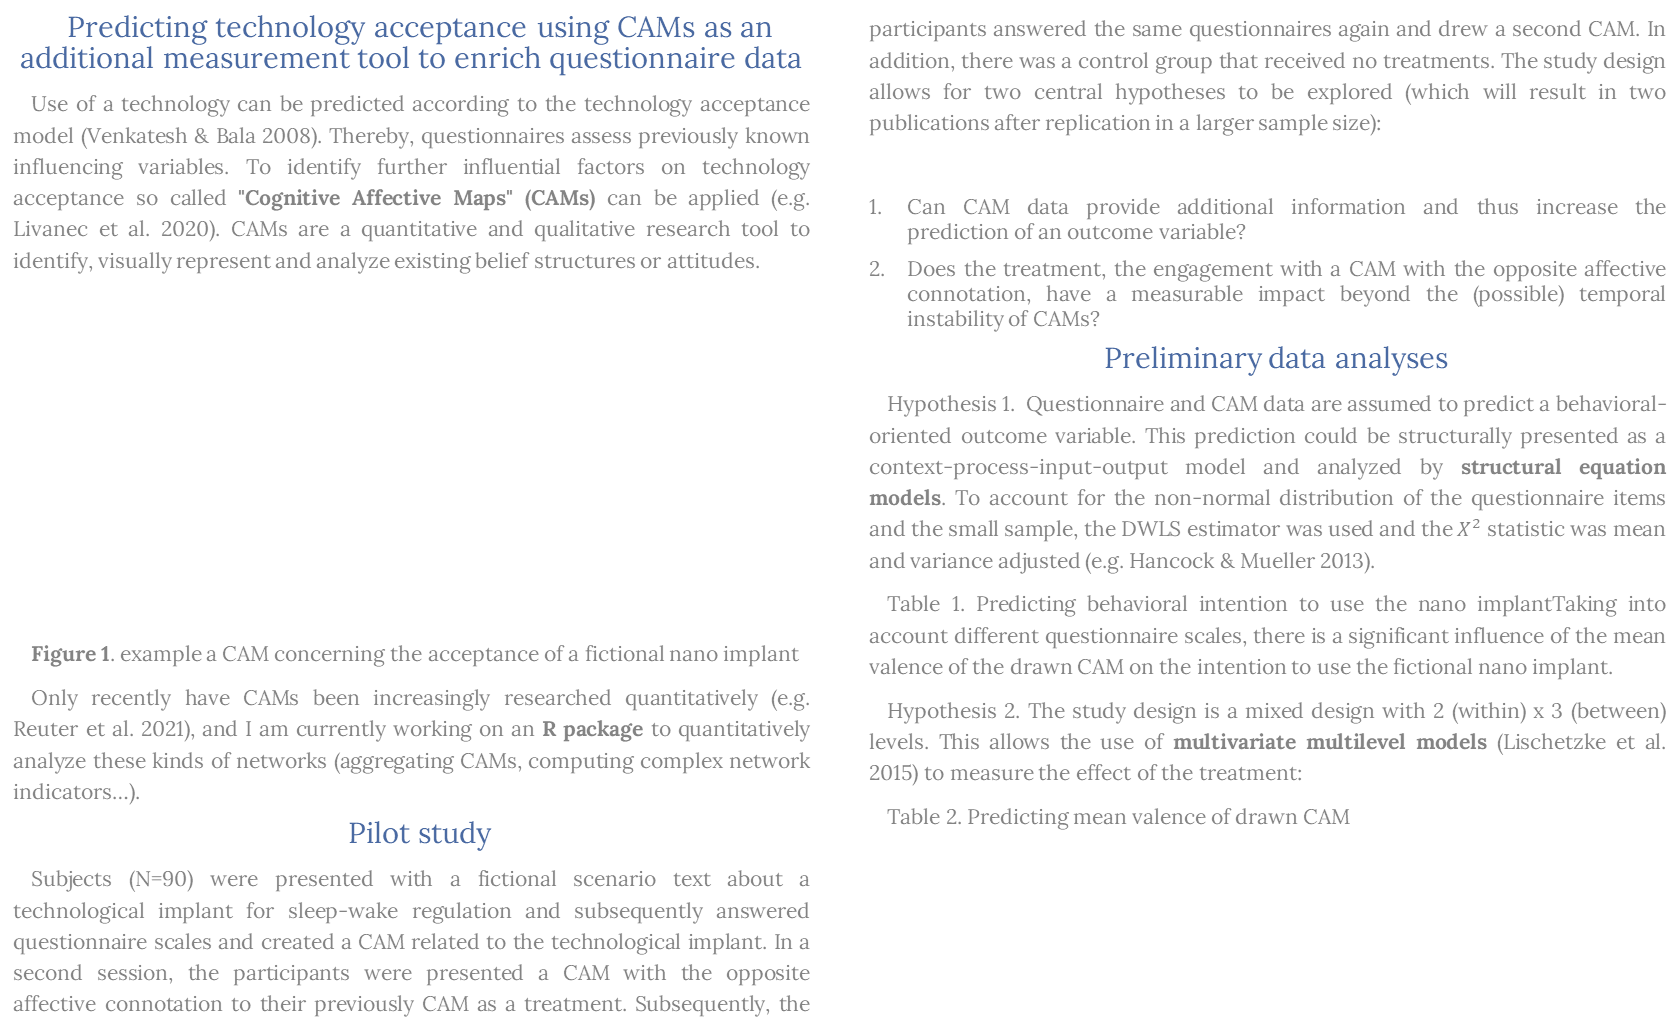 Predicting technology acceptance using CAMs as an
additional measurement tool to enrich questionnaire data
Use of a technology can be predicted according to the technology acceptance
model (Venkatesh & Bala 2008). Thereby, questionnaires assess previously known
influencing variables. To identify further influential factors on technology
acceptance so called "Cognitive Affective Maps" (CAMs) can be applied (e.g.
Livanec et al. 2020). CAMs are a quantitative and qualitative research tool to
identify, visually represent and analyze existing belief structures or attitudes.
Figure 1. example a CAM concerning the acceptance of a fictional nano implant
Only recently have CAMs been increasingly researched quantitatively (e.g.
Reuter et al. 2021), and I am currently working on an R package to quantitatively
analyze these kinds of networks (aggregating CAMs, computing complex network
indicators...).
Pilot study
Subjects (N=90) were presented with a fictional scenario text about a
technological implant for sleep-wake regulation and subsequently answered
questionnaire scales and created a CAM related to the technological implant. In a
second session, the participants were presented a CAM with the opposite
affective connotation to their previously CAM as a treatment. Subsequently, the
participants answered the same questionnaires again and drew a second CAM. In
addition, there was a control group that received no treatments. The study design
allows for two central hypotheses to be explored (which will result in two
publications after replication in a larger sample size):
1. Can CAM data provide additional information and thus increase the
prediction of an outcome variable?
2. Does the treatment, the engagement with a CAM with the opposite affective
connotation, have a measurable impact beyond the (possible) temporal
instability of CAMs?
Preliminary data analyses
Hypothesis 1. Questionnaire and CAM data are assumed to predict a behavioral-
oriented outcome variable. This prediction could be structurally presented as a
context-process-input-output model and analyzed by structural equation
models. To account for the non-normal distribution of the questionnaire items
and the small sample, the DWLS estimator was used and the X² statistic was mean
and variance adjusted (e.g. Hancock & Mueller 2013).
Table 1. Predicting behavioral intention to use the nano implantTaking into
account different questionnaire scales, there is a significant influence of the mean
valence of the drawn CAM on the intention to use the fictional nano implant.
Hypothesis 2. The study design is a mixed design with 2 (within) x 3 (between)
levels. This allows the use of multivariate multilevel models (Lischetzke et al.
2015) to measure the effect of the treatment:
Table 2. Predicting mean valence of drawn CAM